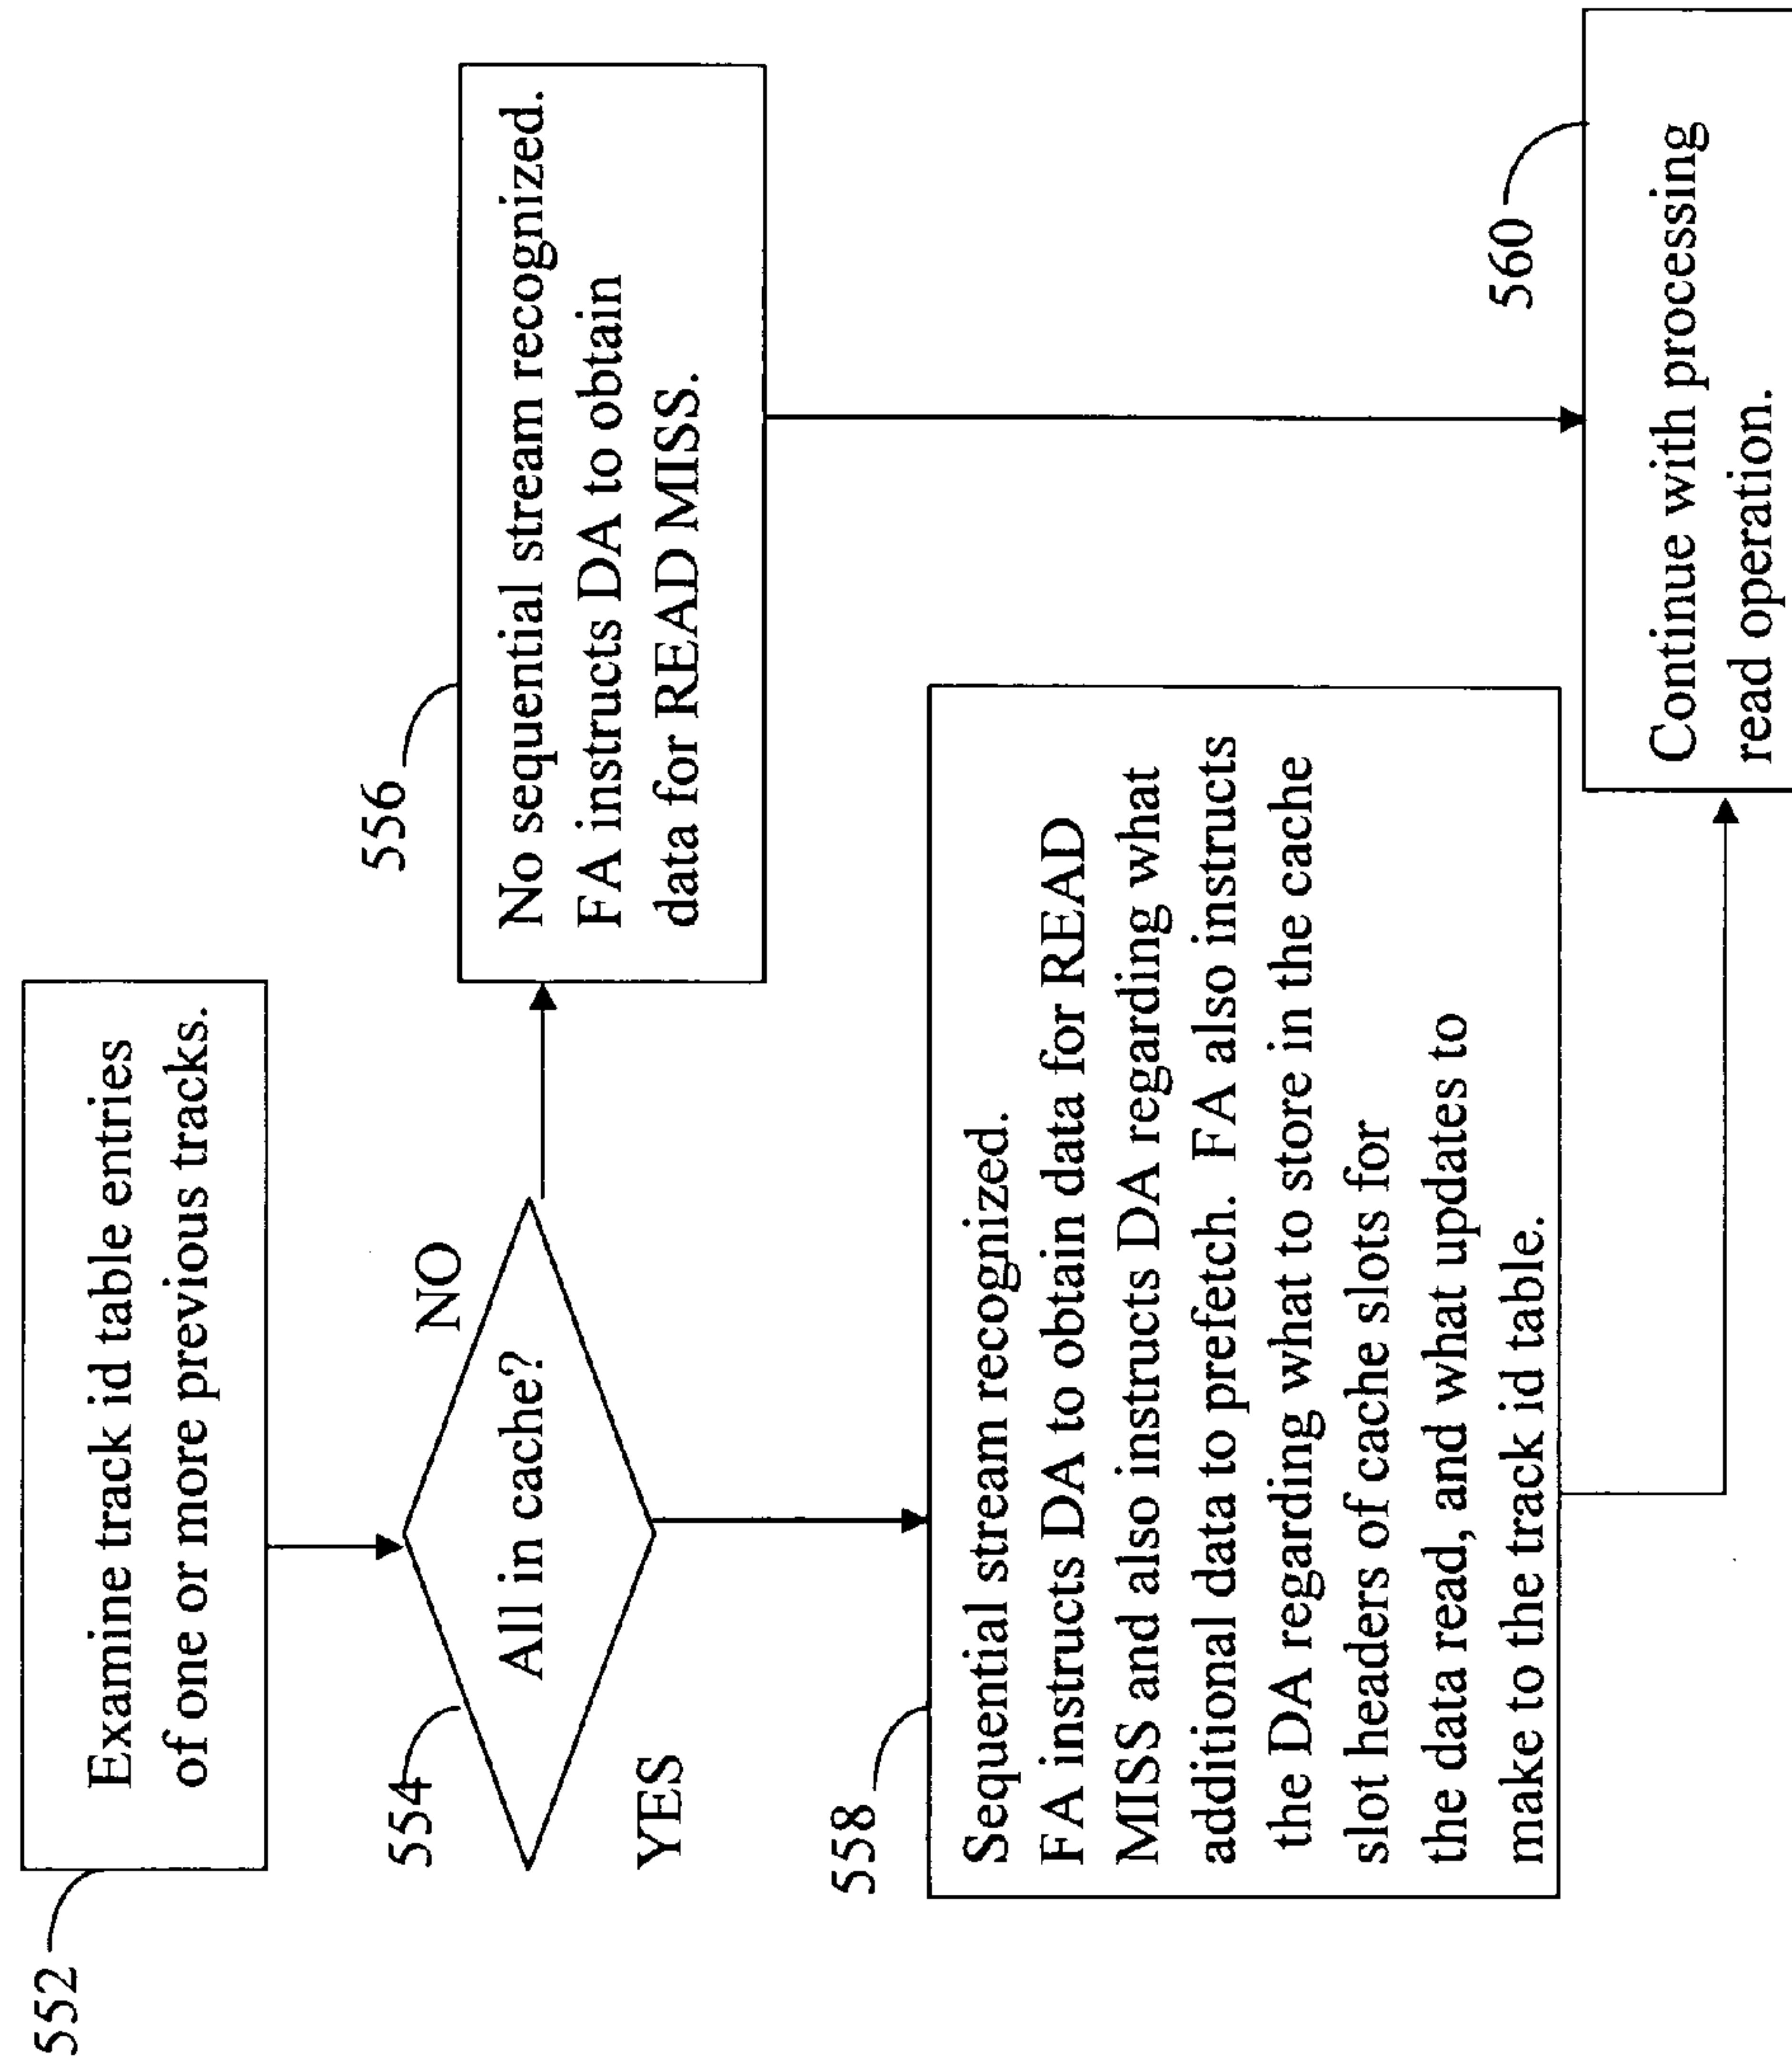 552
Examine track id table entries
of one or more previous tracks.
554
All in cache?
NO
YES
556
No sequential stream recognized.
FA instructs DA to obtain
data for READ MISS.
558
Sequential stream recognized.
FA instructs DA to obtain data for READ
MISS and also instructs DA regarding what
additional data to prefetch. FA also instructs
the DA regarding what to store in the cache
slot headers of cache slots for
the data read, and what updates to
make to the track id table.
560
Continue with processing
read operation.